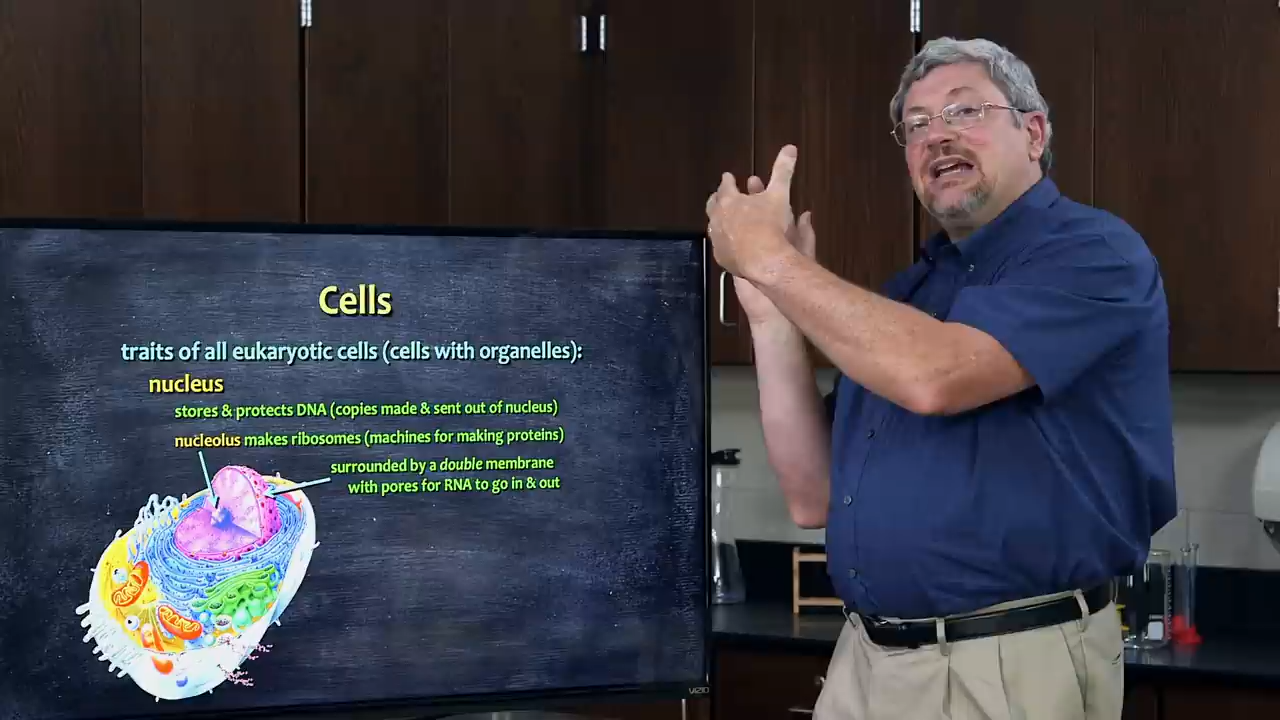 Cells
traits of all eukaryotic cells (cells with organelles):
nucleus
stores & protects DNA (copies made & sent out of nucleus)
nucleolus makes ribosomes (machines for making proteins)
surrounded by a double membrane
with pores for RNA to go in & out
VIZIO